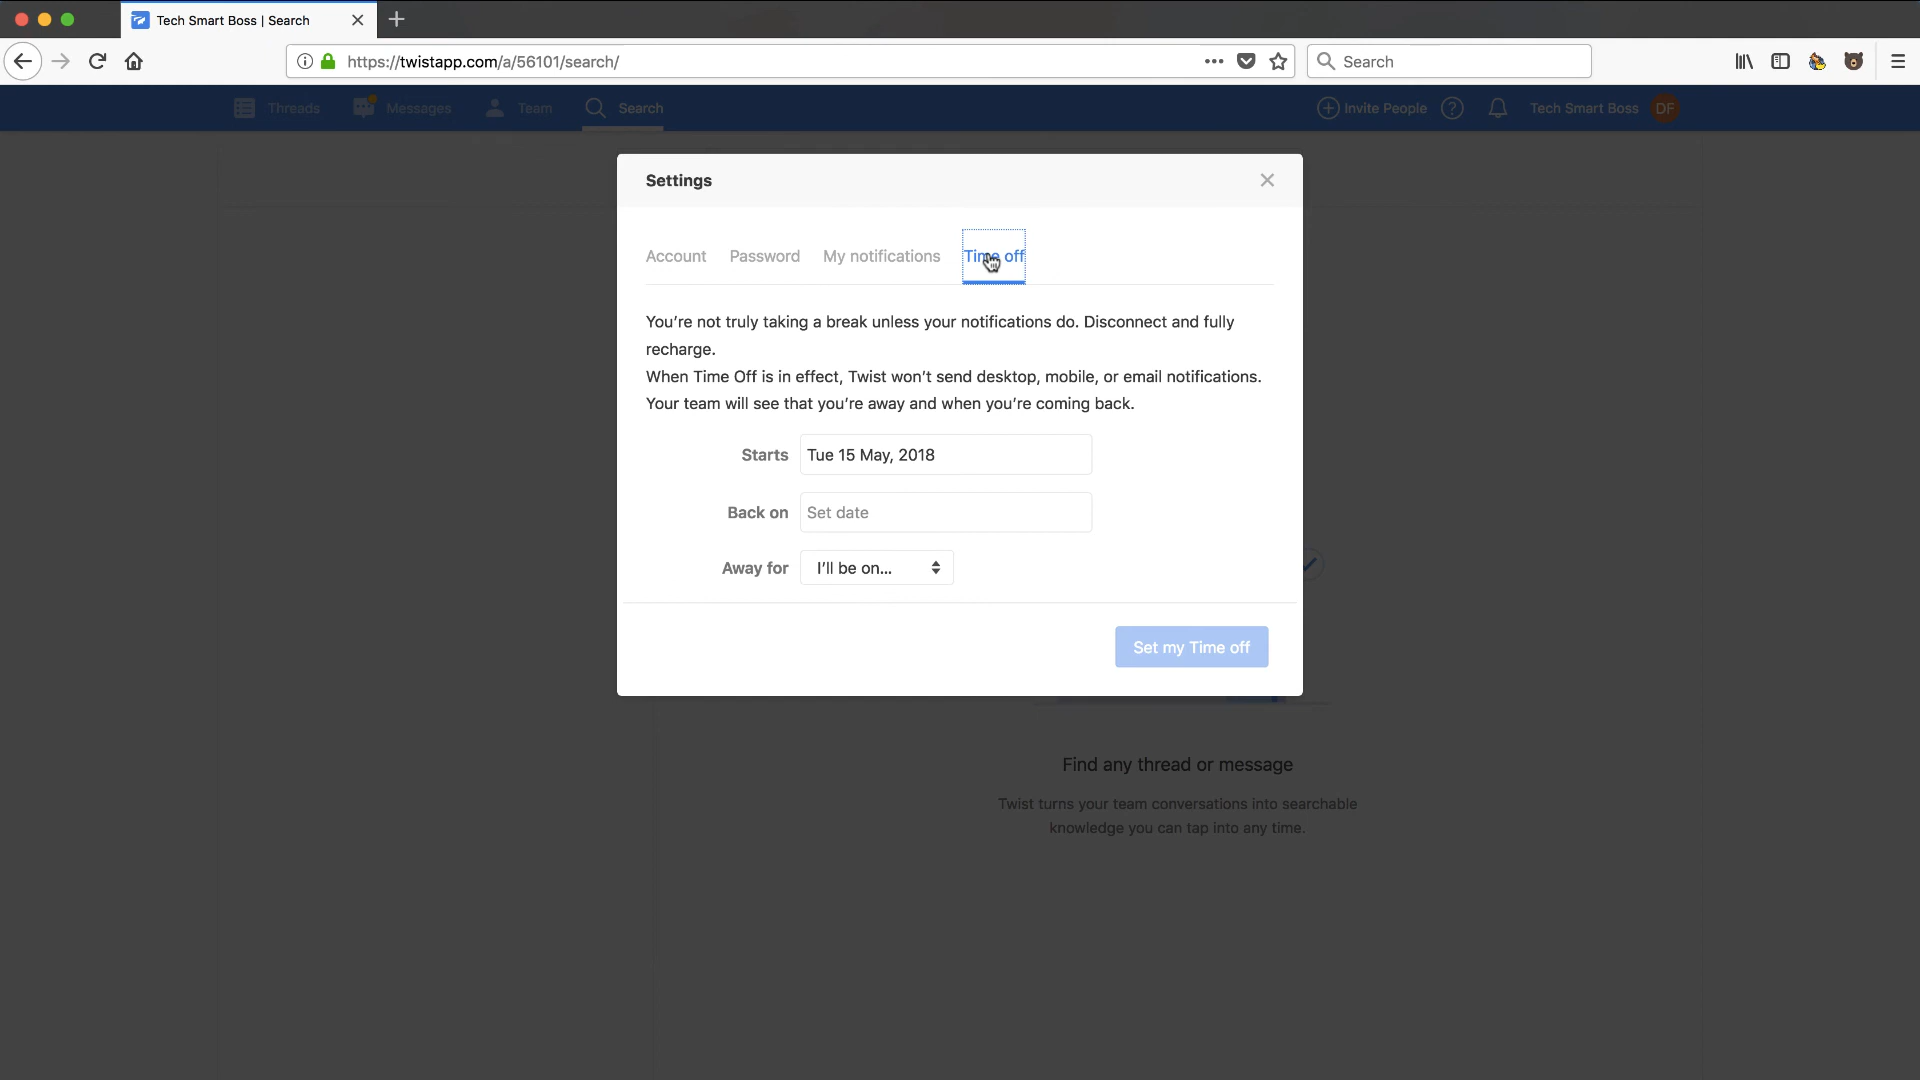 Tech Smart Boss | Search
https://twistapp.com/a/56101/search/
Search
Threads
Messages
Team
Search
Invite People
?
Tech Smart Boss
DF
Settings
Account
Password
My notifications
Time off
You're not truly taking a break unless your notifications do. Disconnect and fully
recharge.
When Time Off is in effect, Twist won't send desktop, mobile, or email notifications.
Your team will see that you're away and when you're coming back.
Starts
Tue 15 May, 2018
Back on
Set date
Away for
I'll be on...
Set my Time off
Find any thread or message
Twist turns your team conversations into searchable
knowledge you can tap into any time.